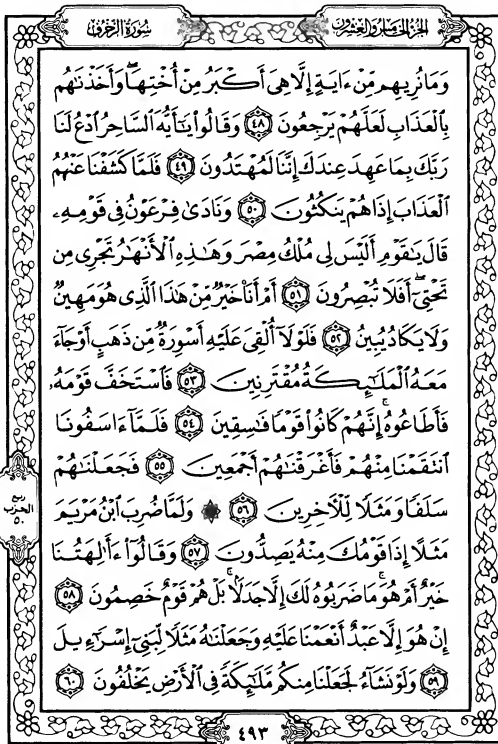 الجزء الخامس والعشرون
سورة الزخرف
وَمَا نُرِيهِم مِّنْ ءَايَةٍ إِلَّا هِىَ أَكْبَرُ مِنْ أُخْتِهَا ۖ وَأَخَذْنَٰهُم
بِٱلْعَذَابِ لَعَلَّهُمْ يَرْجِعُونَ ٤٨ وَقَالُوا۟ يَٰٓأَيُّهَ ٱلسَّاحِرُ ٱدْعُ لَنَا
رَبَّكَ بِمَا عَهِدَ عِندَكَ إِنَّنَا لَمُهْتَدُونَ ٤٩ فَلَمَّا كَشَفْنَا عَنْهُمُ
ٱلْعَذَابَ إِذَا هُمْ يَنكُثُونَ ٥٠ وَنَادَىٰ فِرْعَوْنُ فِى قَوْمِهِۦ
قَالَ يَٰقَوْمِ أَلَيْسَ لِى مُلْكُ مِصْرَ وَهَٰذِهِ ٱلْأَنْهَٰرُ تَجْرِى مِن
تَحْتِىٓ ۖ أَفَلَا تُبْصِرُونَ ٥١ أَمْ أَنَا۠ خَيْرٌ مِّنْ هَٰذَا ٱلَّذِى هُوَ مَهِينٌ
وَلَا يَكَادُ يُبِينُ ٥٢ فَلَوْلَآ أُلْقِىَ عَلَيْهِ أَسْوِرَةٌ مِّن ذَهَبٍ أَوْ جَآءَ
مَعَهُ ٱلْمَلَٰٓئِكَةُ مُقْتَرِنِينَ ٥٣ فَٱسْتَخَفَّ قَوْمَهُۥ
فَأَطَاعُوهُ ۚ إِنَّهُمْ كَانُوا۟ قَوْمًا فَٰسِقِينَ ٥٤ فَلَمَّآ ءَاسَفُونَا
ٱنتَقَمْنَا مِنْهُمْ فَأَغْرَقْنَٰهُمْ أَجْمَعِينَ ٥٥ فَجَعَلْنَٰهُمْ
سَلَفًا وَمَثَلًا لِّلْءَاخِرِينَ ٥٦ ۞ وَلَمَّا ضُرِبَ ٱبْنُ مَرْيَمَ
مَثَلًا إِذَا قَوْمُكَ مِنْهُ يَصِدُّونَ ٥٧ وَقَالُوٓا۟ ءَأَٰلِهَتُنَا
خَيْرٌ أَمْ هُوَ ۚ مَا ضَرَبُوهُ لَكَ إِلَّا جَدَلًۢا ۚ بَلْ هُمْ قَوْمٌ خَصِمُونَ ٥٨
إِنْ هُوَ إِلَّا عَبْدٌ أَنْعَمْنَا عَلَيْهِ وَجَعَلْنَٰهُ مَثَلًا لِّبَنِىٓ إِسْرَٰٓءِيلَ
٥٩ وَلَوْ نَشَآءُ لَجَعَلْنَا مِنكُم مَّلَٰٓئِكَةً فِى ٱلْأَرْضِ يَخْلُفُونَ ٦٠
ربع
الحزب
٥٠
٤٩٣